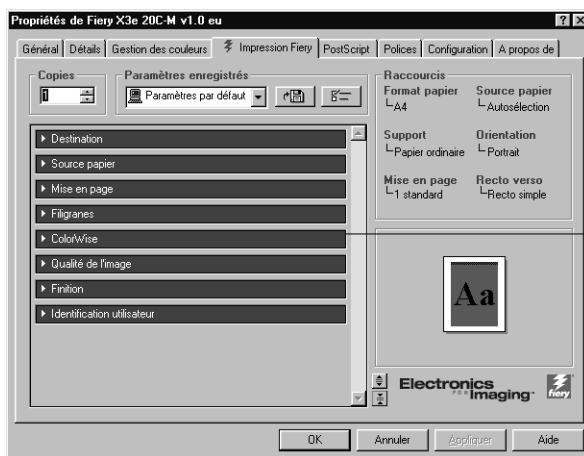 Propriétés de Fiery X3e 20C-M v1.0 eu
Général Détails Gestion des couleurs Impression Fiery PostScript Polices Configuration A propos de
Copies
1
Paramètres enregistrés
Paramètres par défaut
Destination
Source papier
Mise en page
Filigranes
ColorWise
Qualité de l'image
Finition
Identification utilisateur
Raccourcis
Format papier
A4
Source papier
Autosélection
Support
Papier ordinaire
Orientation
Portrait
Mise en page
1 standard
Recto verso
Recto simple
Aa
Electronics
FOR Imaging
fiery
OK Annuler Appliquer Aide